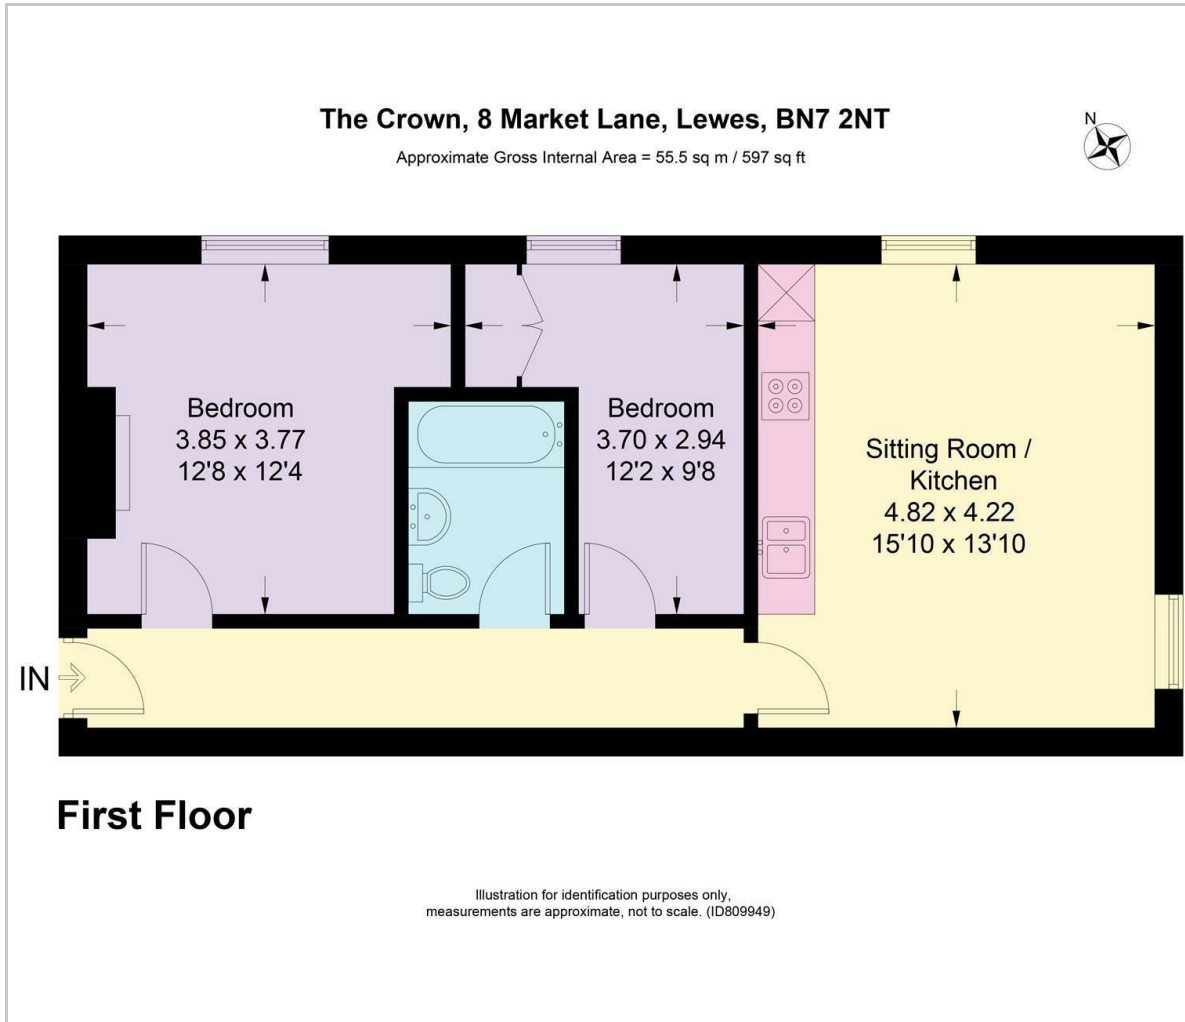 The Crown, 8 Market Lane, Lewes, BN7 2NT
Approximate Gross Internal Area = 55.5 sq m / 597 sq ft
N
Bedroom
3.85 x 3.77
12'8 x 12'4
Bedroom
3.70 x 2.94
12'2 x 9'8
Sitting Room /
Kitchen
4.82 x 4.22
15'10 x 13'10
IN
First Floor
Illustration for identification purposes only,
measurements are approximate, not to scale. (ID809949)